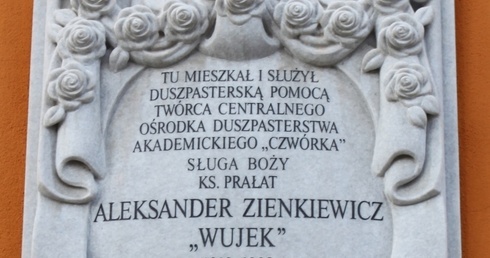 TU MIESZKAŁ I SŁUŻYŁ
DUSZPASTERSKĄ POMOCĄ
TWÓRCA CENTRALNEGO
OŚRODKA DUSZPASTERSTWA
AKADEMICKIEGO „CZWÓRKA"
SŁUGA BOŻY
KS. PRAŁAT
ALEKSANDER ZIENKIEWICZ
„WUJEK"